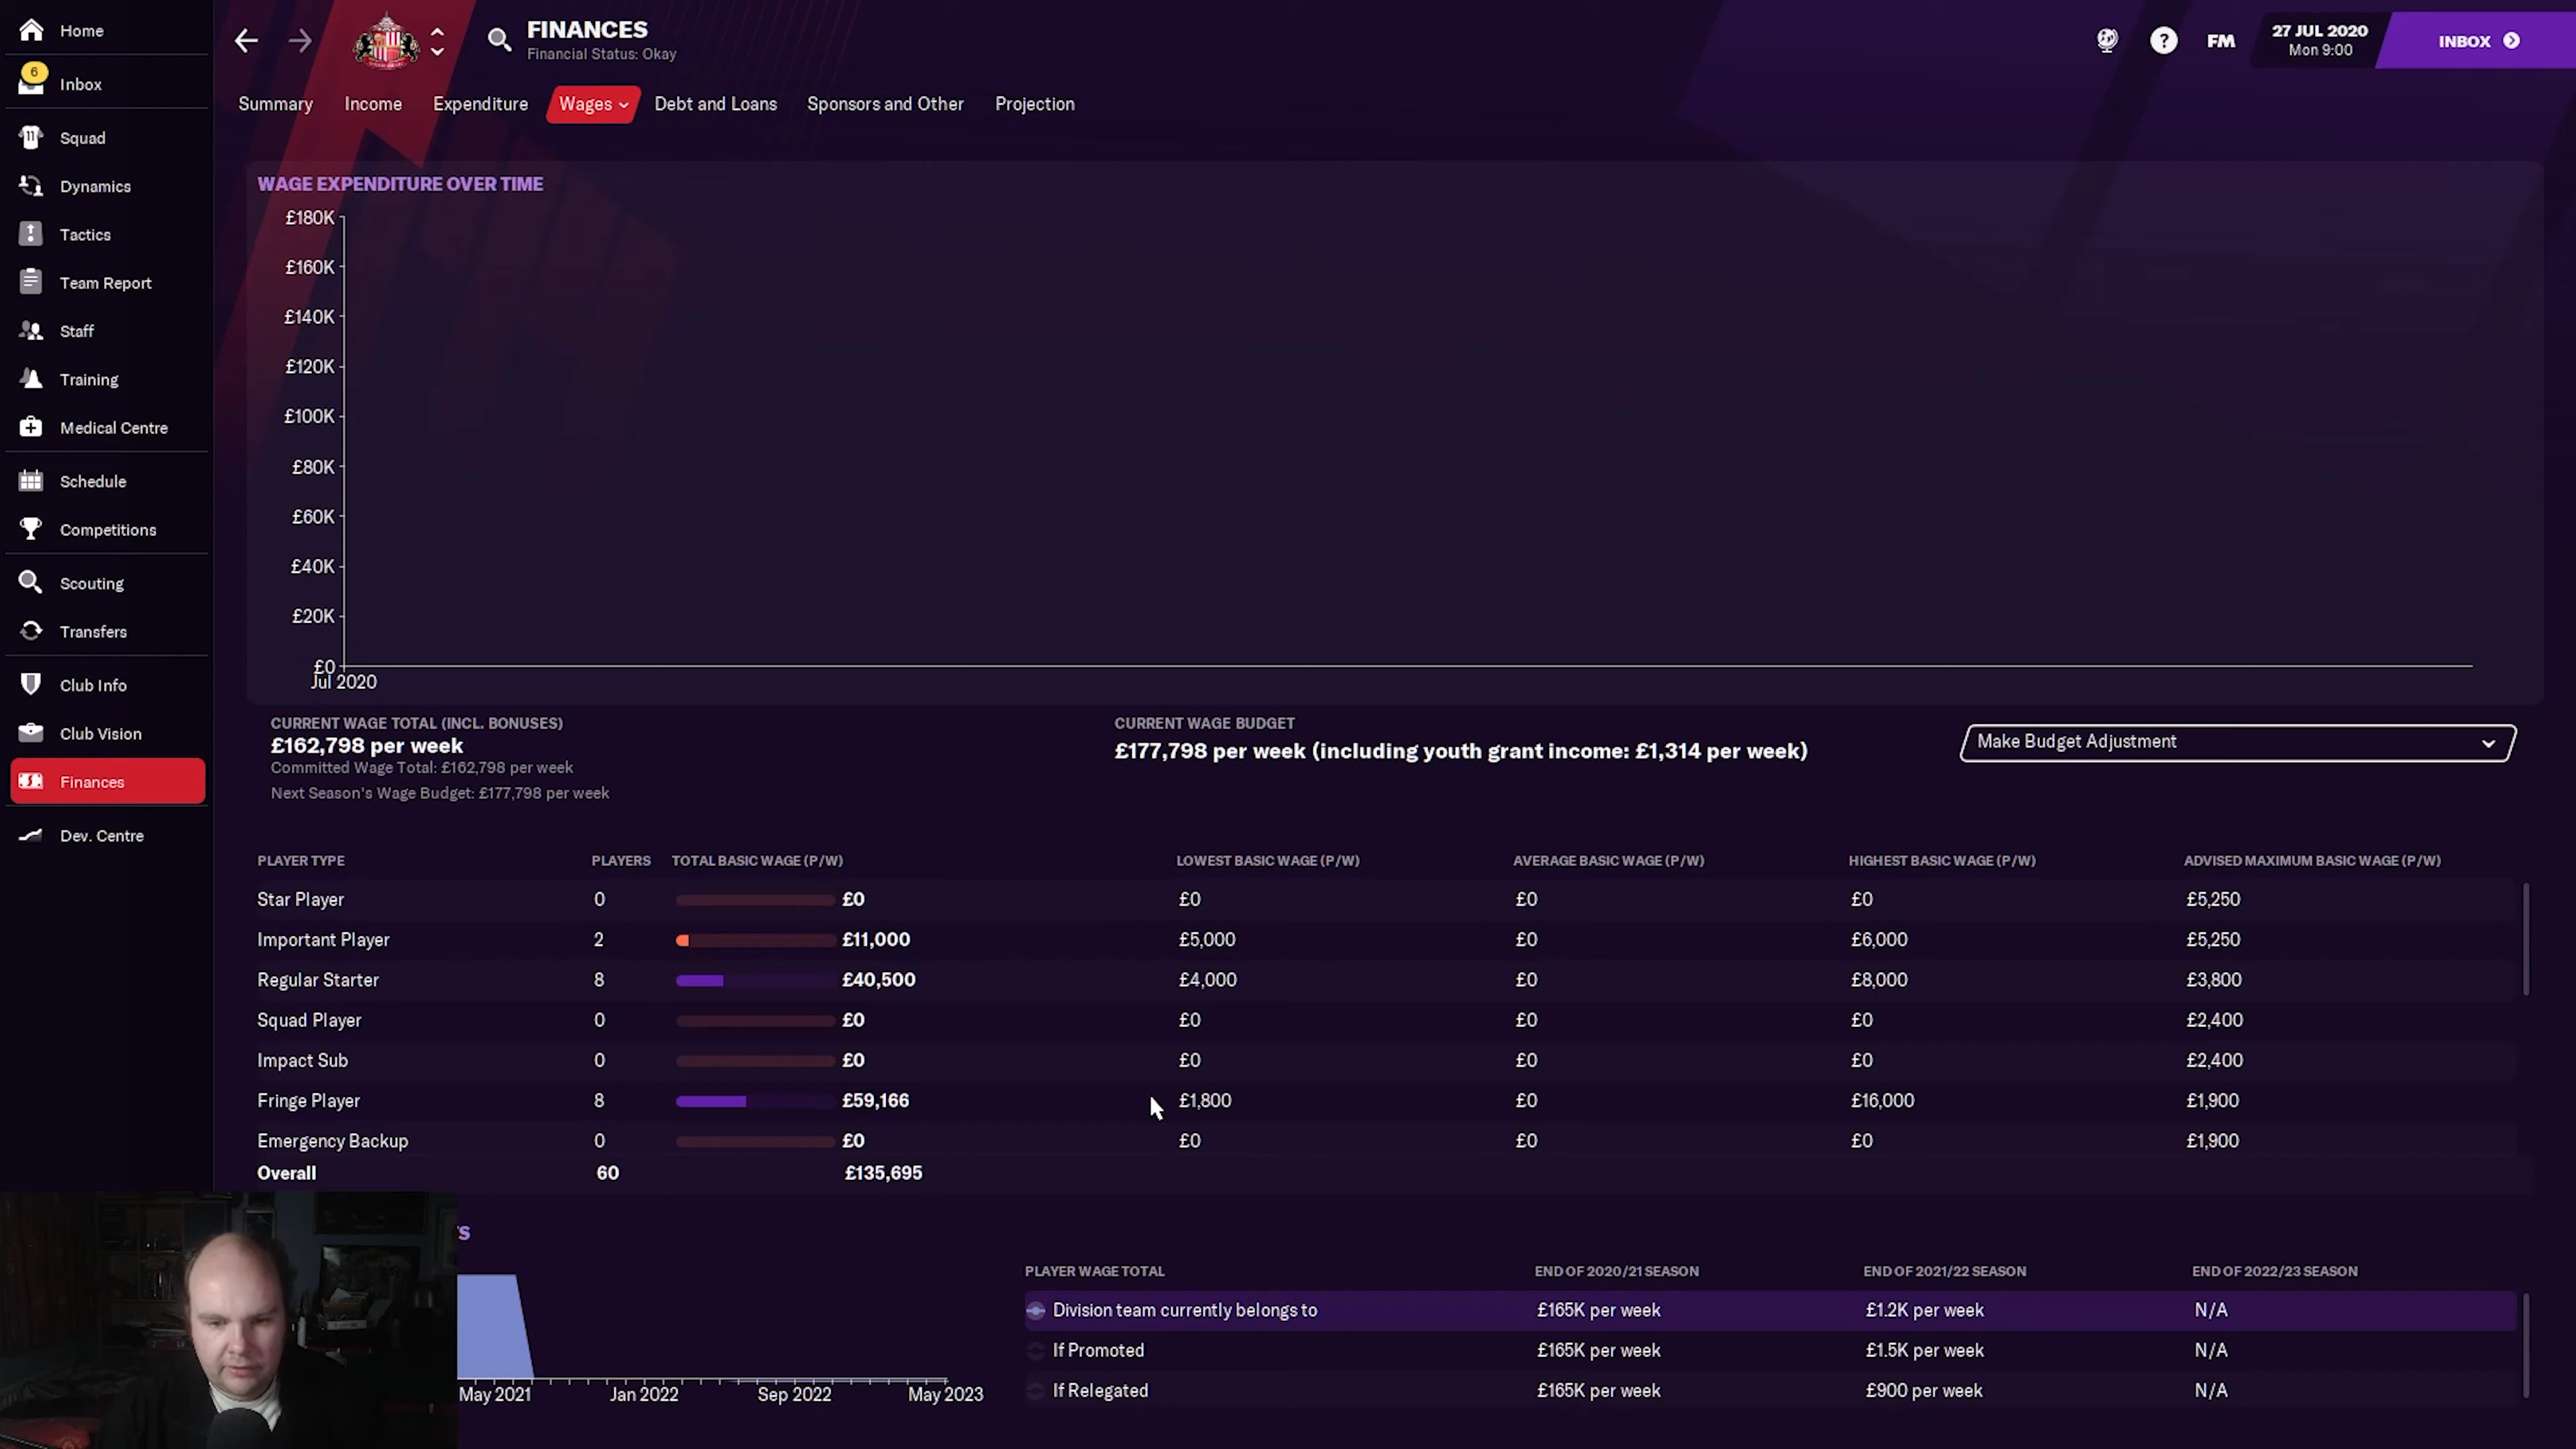 Home
6
Inbox
11
Squad
Dynamics
Tactics
Team Report
Staff
Training
Medical Centre
Schedule
Competitions
Scouting
Transfers
Club Info
Club Vision
Finances
Dev. Centre
FINANCES
Financial Status: Okay
?
FM
27 JUL 2020
Mon 9:00
INBOX
Summary Income Expenditure Wages Debt and Loans Sponsors and Other Projection
WAGE EXPENDITURE OVER TIME
£180K
£160K
£140K
£120K
£100K
£80K
£60K
£40K
£20K
£0
Jul 2020
CURRENT WAGE TOTAL (INCL. BONUSES)
£162,798 per week
Committed Wage Total: £162,798 per week
Next Season's Wage Budget: £177,798 per week
CURRENT WAGE BUDGET
£177,798 per week (including youth grant income: £1,314 per week)
Make Budget Adjustment
PLAYER TYPE PLAYERS TOTAL BASIC WAGE (P/W) LOWEST BASIC WAGE (P/W) AVERAGE BASIC WAGE (P/W) HIGHEST BASIC WAGE (P/W) ADVISED MAXIMUM BASIC WAGE (P/W)
Star Player 0 £0 £0 £0 £0 £5,250
Important Player 2 £11,000 £5,000 £0 £6,000 £5,250
Regular Starter 8 £40,500 £4,000 £0 £8,000 £3,800
Squad Player 0 £0 £0 £0 £0 £2,400
Impact Sub 0 £0 £0 £0 £0 £2,400
Fringe Player 8 £59,166 £1,800 £0 £16,000 £1,900
Emergency Backup 0 £0 £0 £0 £0 £1,900
Overall 60 £135,695
S
May 2021 Jan 2022 Sep 2022 May 2023
PLAYER WAGE TOTAL END OF 2020/21 SEASON END OF 2021/22 SEASON END OF 2022/23 SEASON
Division team currently belongs to £165K per week £1.2K per week N/A
If Promoted £165K per week £1.5K per week N/A
If Relegated £165K per week £900 per week N/A